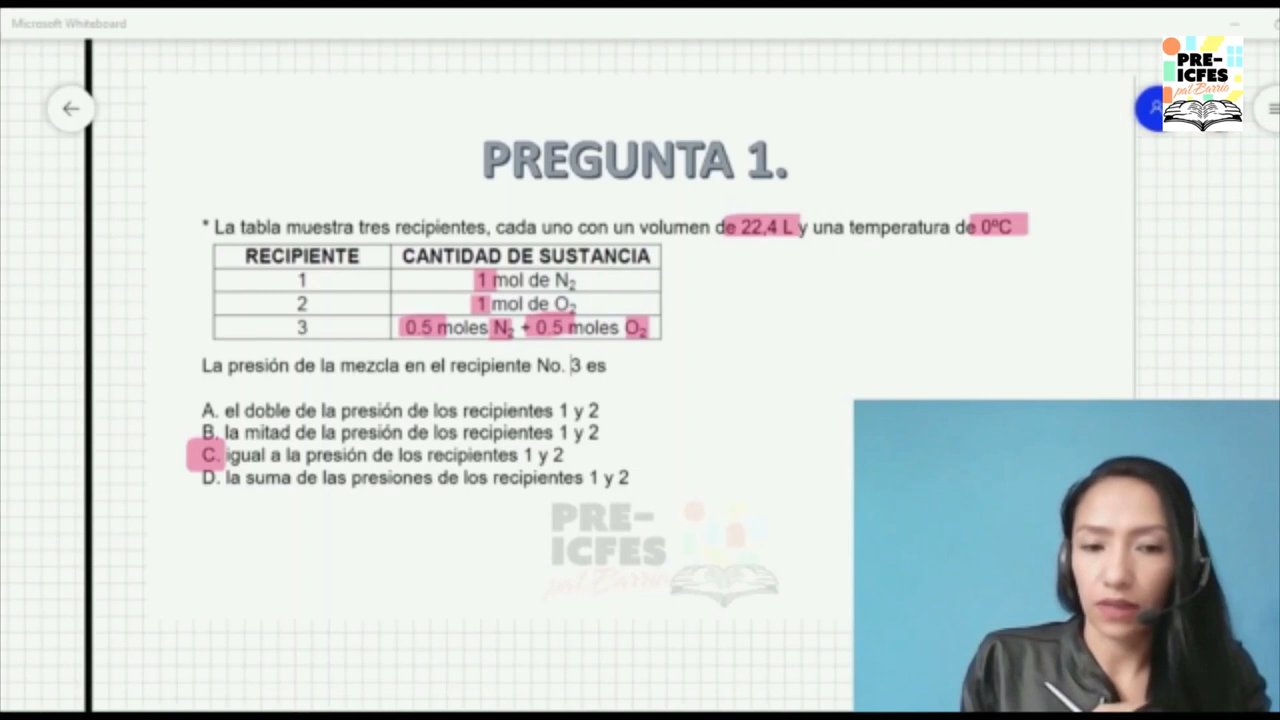 Microsoft Whiteboard
PRE-
ICFES
pal Barrio
PREGUNTA 1.
* La tabla muestra tres recipientes, cada uno con un volumen de 22,4 L y una temperatura de 0ºC
RECIPIENTE CANTIDAD DE SUSTANCIA
1 1 mol de N₂
2 1 mol de O₂
3 0.5 moles N₂ + 0.5 moles O₂
La presión de la mezcla en el recipiente No. 3 es
A. el doble de la presión de los recipientes 1 y 2
B. la mitad de la presión de los recipientes 1 y 2
C. igual a la presión de los recipientes 1 y 2
D. la suma de las presiones de los recipientes 1 y 2
PRE-
ICFES
pal Barrio